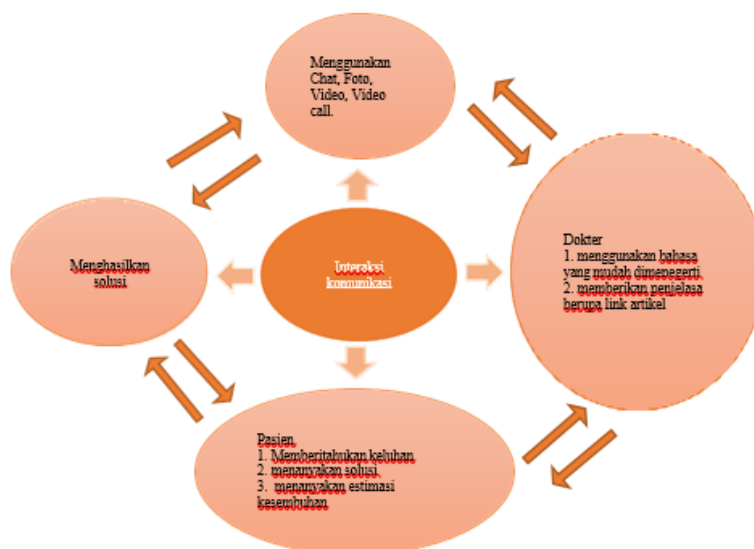 Menggunakan
Chat, Foto,
Video, Video
call.
Menghasilkan
solusi
Interaksi
komunikasi
Dokter
1. menggunakan bahasa
yang mudah dimenegerti
2. memberikan penjelasa
berupa link artikel
Pasien
1. Memberitahukan keluhan
2. menanyakan solusi
3. menanyakan estimasi
kesembuhan